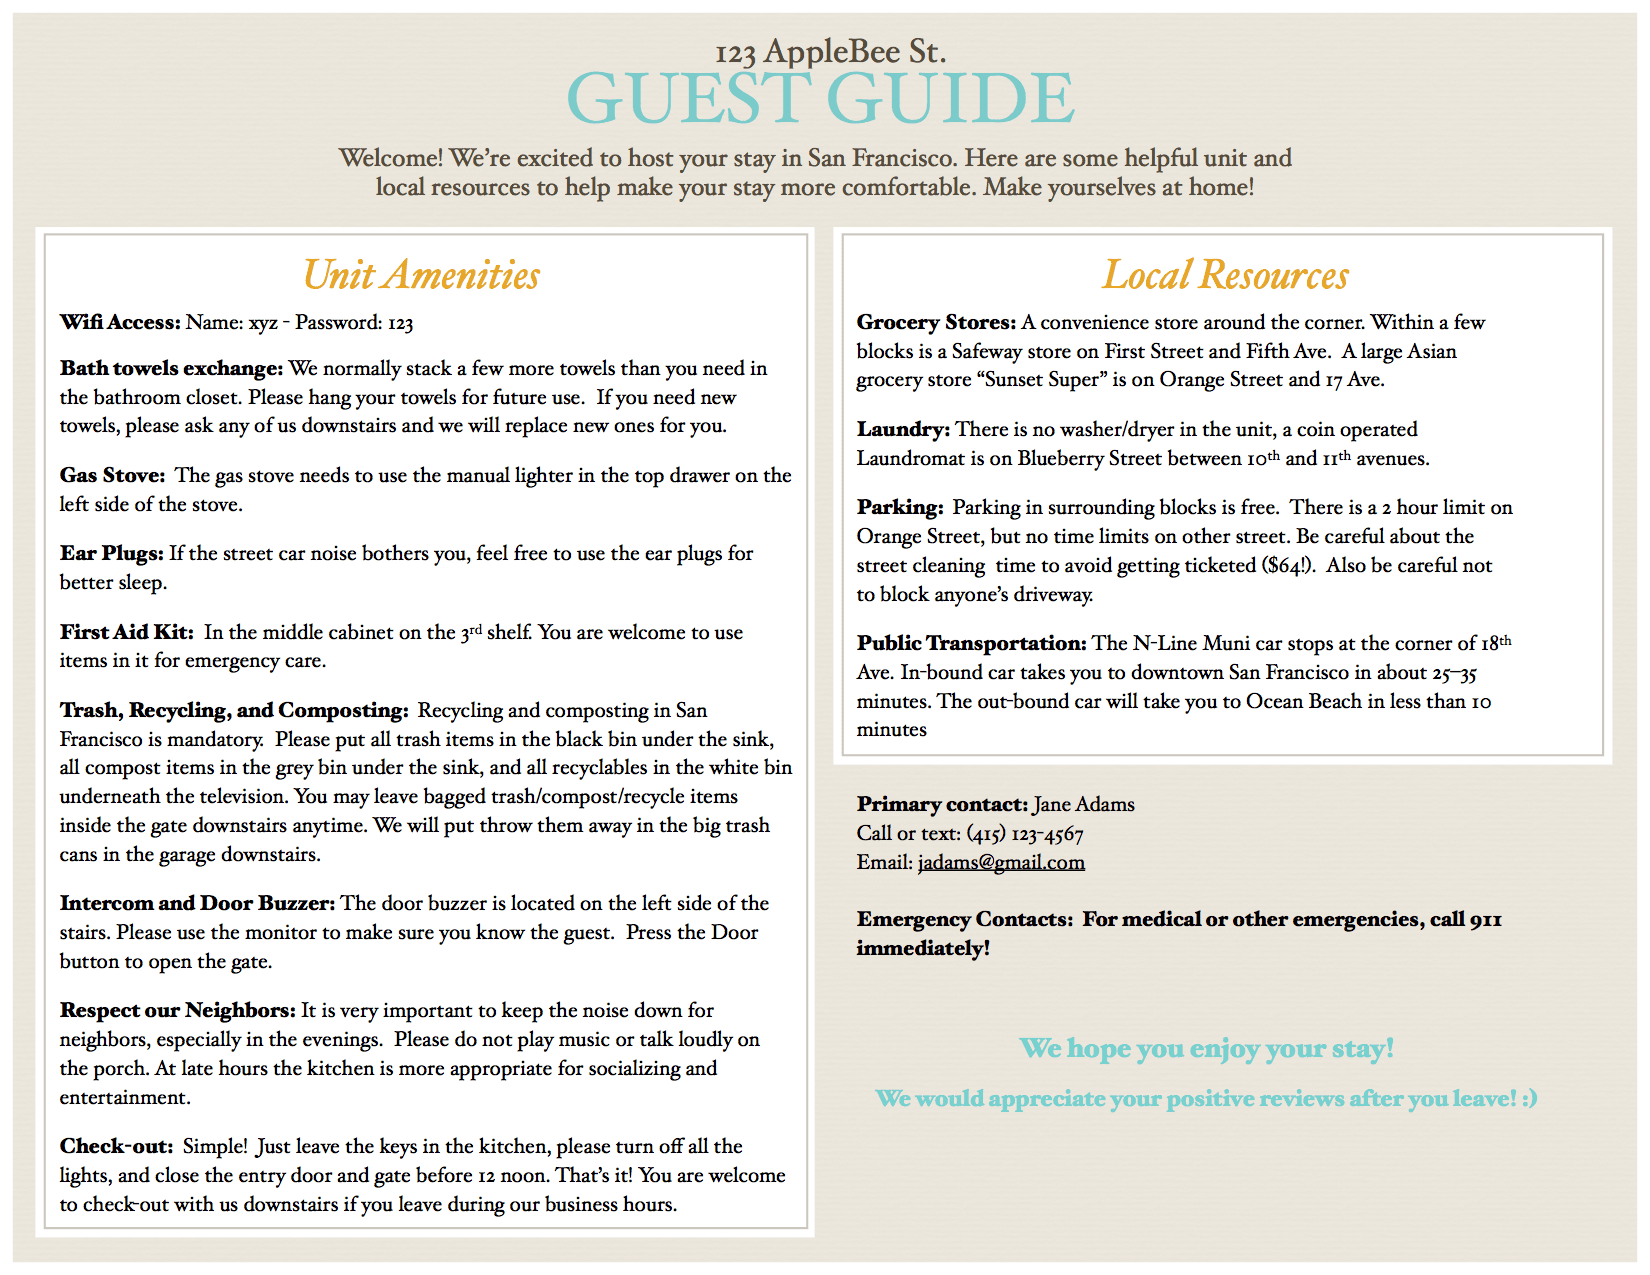 123 AppleBee St.
GUEST GUIDE
Welcome! We’re excited to host your stay in San Francisco. Here are some helpful unit and
local resources to help make your stay more comfortable. Make yourselves at home!
Unit Amenities
Wifi Access: Name: xyz - Password: 123
Bath towels exchange: We normally stack a few more towels than you need in
the bathroom closet. Please hang your towels for future use.  If you need new
towels, please ask any of us downstairs and we will replace new ones for you.
Gas Stove:  The gas stove needs to use the manual lighter in the top drawer on the
left side of the stove.
Ear Plugs: If the street car noise bothers you, feel free to use the ear plugs for
better sleep.
First Aid Kit:  In the middle cabinet on the 3rd shelf. You are welcome to use
items in it for emergency care.
Trash, Recycling, and Composting:  Recycling and composting in San
Francisco is mandatory.  Please put all trash items in the black bin under the sink,
all compost items in the grey bin under the sink, and all recyclables in the white bin
underneath the television. You may leave bagged trash/compost/recycle items
inside the gate downstairs anytime. We will put throw them away in the big trash
cans in the garage downstairs.
Intercom and Door Buzzer: The door buzzer is located on the left side of the
stairs. Please use the monitor to make sure you know the guest.  Press the Door
button to open the gate.
Respect our Neighbors: It is very important to keep the noise down for
neighbors, especially in the evenings.  Please do not play music or talk loudly on
the porch. At late hours the kitchen is more appropriate for socializing and
entertainment.
Check-out:  Simple!  Just leave the keys in the kitchen, please turn off all the
lights, and close the entry door and gate before 12 noon. That’s it! You are welcome
to check-out with us downstairs if you leave during our business hours.
Local Resources
Grocery Stores: A convenience store around the corner. Within a few
blocks is a Safeway store on First Street and Fifth Ave.  A large Asian
grocery store “Sunset Super” is on Orange Street and 17 Ave.
Laundry: There is no washer/dryer in the unit, a coin operated
Laundromat is on Blueberry Street between 10th and 11th avenues.
Parking:  Parking in surrounding blocks is free.  There is a 2 hour limit on
Orange Street, but no time limits on other street. Be careful about the
street cleaning  time to avoid getting ticketed ($64!).  Also be careful not
to block anyone’s driveway.
Public Transportation: The N-Line Muni car stops at the corner of 18th
Ave. In-bound car takes you to downtown San Francisco in about 25–35
minutes. The out-bound car will take you to Ocean Beach in less than 10
minutes
Primary contact: Jane Adams
Call or text: (415) 123-4567
Email: jadams@gmail.com
Emergency Contacts:  For medical or other emergencies, call 911
immediately!
We hope you enjoy your stay!
We would appreciate your positive reviews after you leave! :)